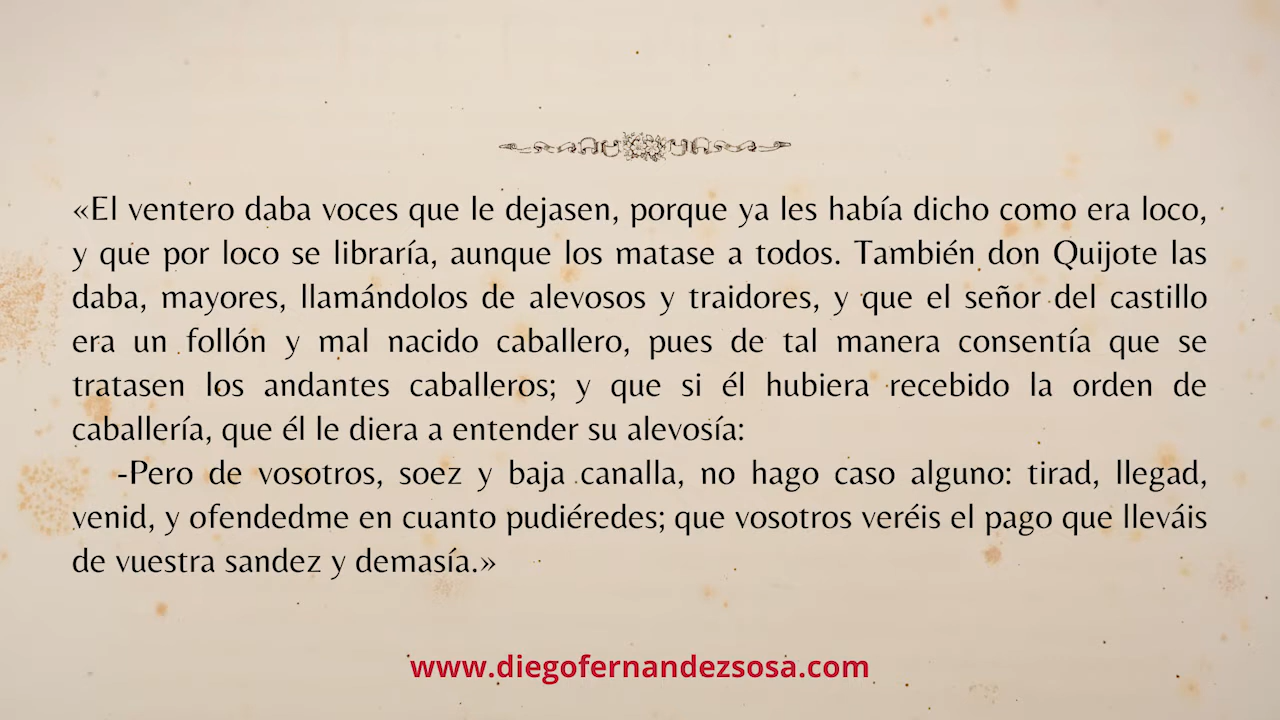 «El ventero daba voces que le dejasen, porque ya les había dicho como era loco,
y que por loco se libraría, aunque los matase a todos. También don Quijote las
daba, mayores, llamándolos de alevosos y traidores, y que el señor del castillo
era un follón y mal nacido caballero, pues de tal manera consentía que se
tratasen los andantes caballeros; y que si él hubiera recebido la orden de
caballería, que él le diera a entender su alevosía:
-Pero de vosotros, soez y baja canalla, no hago caso alguno: tirad, llegad,
venid, y ofendedme en cuanto pudiéredes; que vosotros veréis el pago que lleváis
de vuestra sandez y demasía.»
www.diegofernandezsosa.com